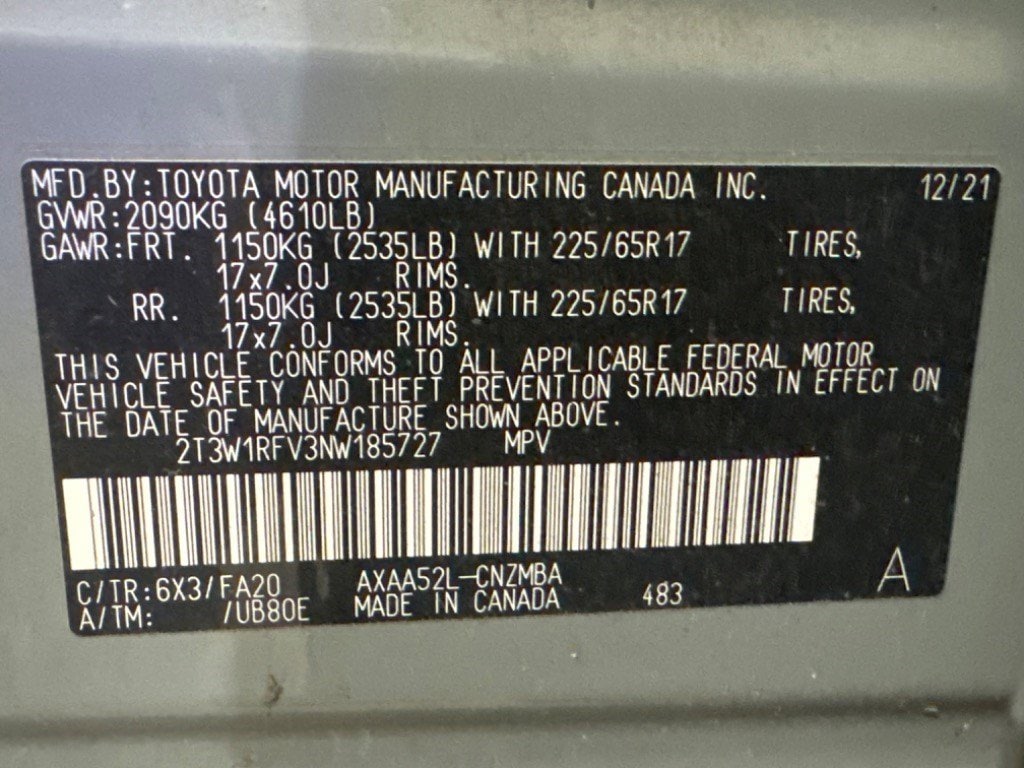 MFD.BY:TOYOTA MOTOR MANUFACTURING CANADA INC. 12/21
GVWR:2090KG (4610LB)
GAWR:FRT. 1150KG (2535LB) WITH 225/65R17 TIRES,
17x7.0J RIMS.
RR. 1150KG (2535LB) WITH 225/65R17 TIRES,
17x7.0J RIMS.
THIS VEHICLE CONFORMS TO ALL APPLICABLE FEDERAL MOTOR
VEHICLE SAFETY AND THEFT PREVENTION STANDARDS IN EFFECT ON
THE DATE OF MANUFACTURE SHOWN ABOVE.
2T3W1RFV3NW185727 MPV
C/TR:6X3/FA20 AXAA52L-CNZMBA A
A/TM: /UB80E MADE IN CANADA 483